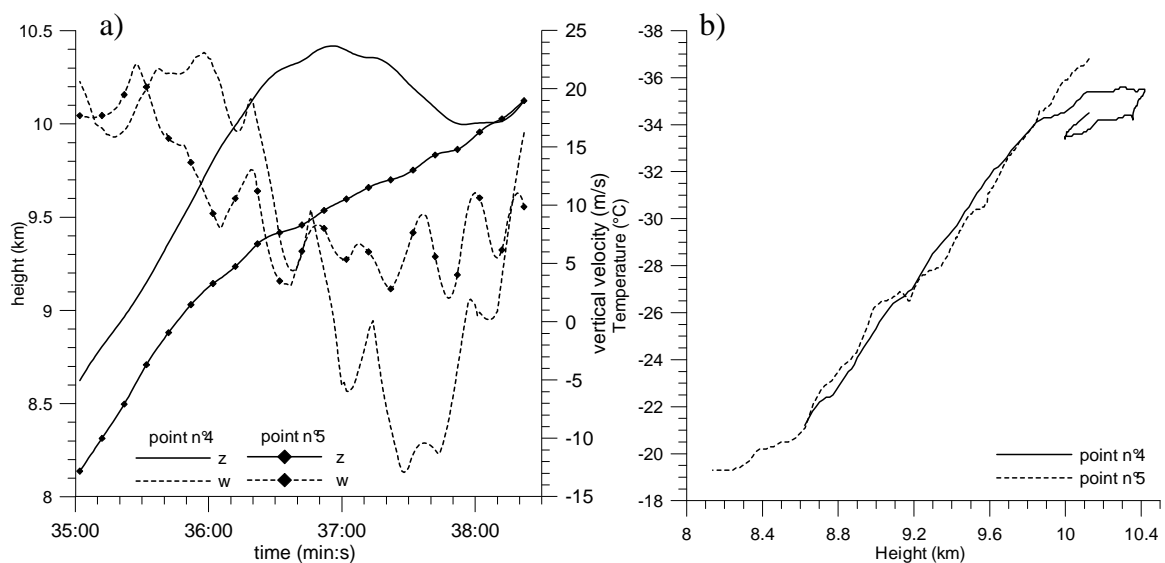 a)
10.5
10
9.5
9
8.5
8
height (km)
25
20
15
10
5
0
-5
-10
-15
vertical velocity (m/s)
35:00
36:00
37:00
38:00
time (min:s)
point n°4
point n°5
z
z
w
w
b)
-38
-36
-34
-32
-30
-28
-26
-24
-22
-20
-18
Temperature (°C)
8
8.4
8.8
9.2
9.6
10
10.4
Height (km)
point n°4
point n°5